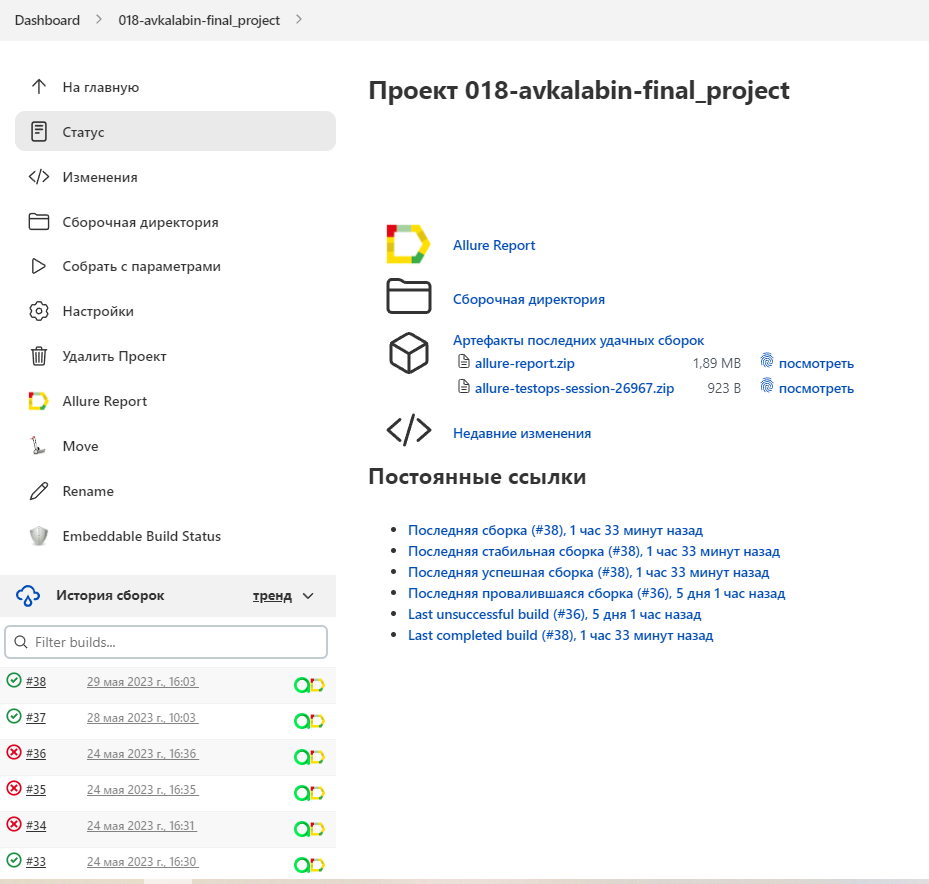 Dashboard
018-avkalabin-final_project
На главную
Статус
Изменения
Сборочная директория
Собрать с параметрами
Настройки
Удалить Проект
Allure Report
Move
Rename
Embeddable Build Status
История сборок тренд
Filter builds...
#38 29 мая 2023 г., 16:03
#37 28 мая 2023 г., 10:03
#36 24 мая 2023 г., 16:36
#35 24 мая 2023 г., 16:35
#34 24 мая 2023 г., 16:31
#33 24 мая 2023 г., 16:30
Проект 018-avkalabin-final_project
Allure Report
Сборочная директория
Артефакты последних удачных сборок
allure-report.zip 1,89 MB посмотреть
allure-testops-session-26967.zip 923 B посмотреть
Недавние изменения
Постоянные ссылки
Последняя сборка (#38), 1 час 33 минут назад
Последняя стабильная сборка (#38), 1 час 33 минут назад
Последняя успешная сборка (#38), 1 час 33 минут назад
Последняя провалившаяся сборка (#36), 5 дня 1 час назад
Last unsuccessful build (#36), 5 дня 1 час назад
Last completed build (#38), 1 час 33 минут назад